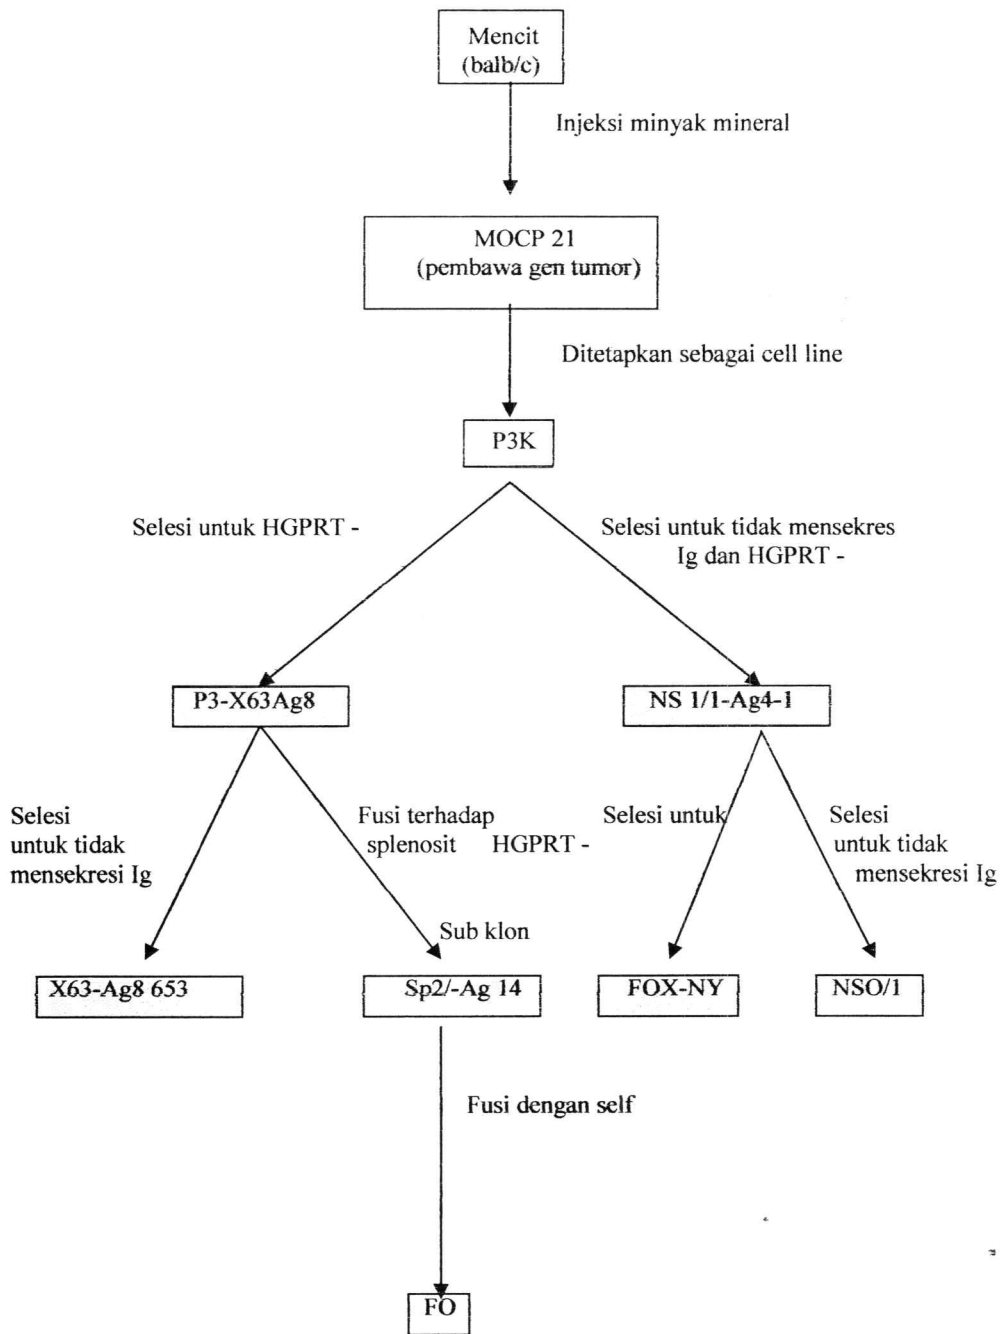 Mencit
(balb/c)
Injeksi minyak mineral
MOCP 21
(pembawa gen tumor)
Ditetapkan sebagai cell line
P3K
Selesi untuk HGPRT -
Selesi untuk tidak mensekres
Ig dan HGPRT -
P3-X63Ag8
NS 1/1-Ag4-1
Selesi
untuk tidak
mensekresi Ig
Fusi terhadap
splenosit HGPRT -
Sub klon
Selesi untuk
Selesi
untuk tidak
mensekresi Ig
X63-Ag8 653
Sp2/-Ag 14
FOX-NY
NSO/1
Fusi dengan self
FO